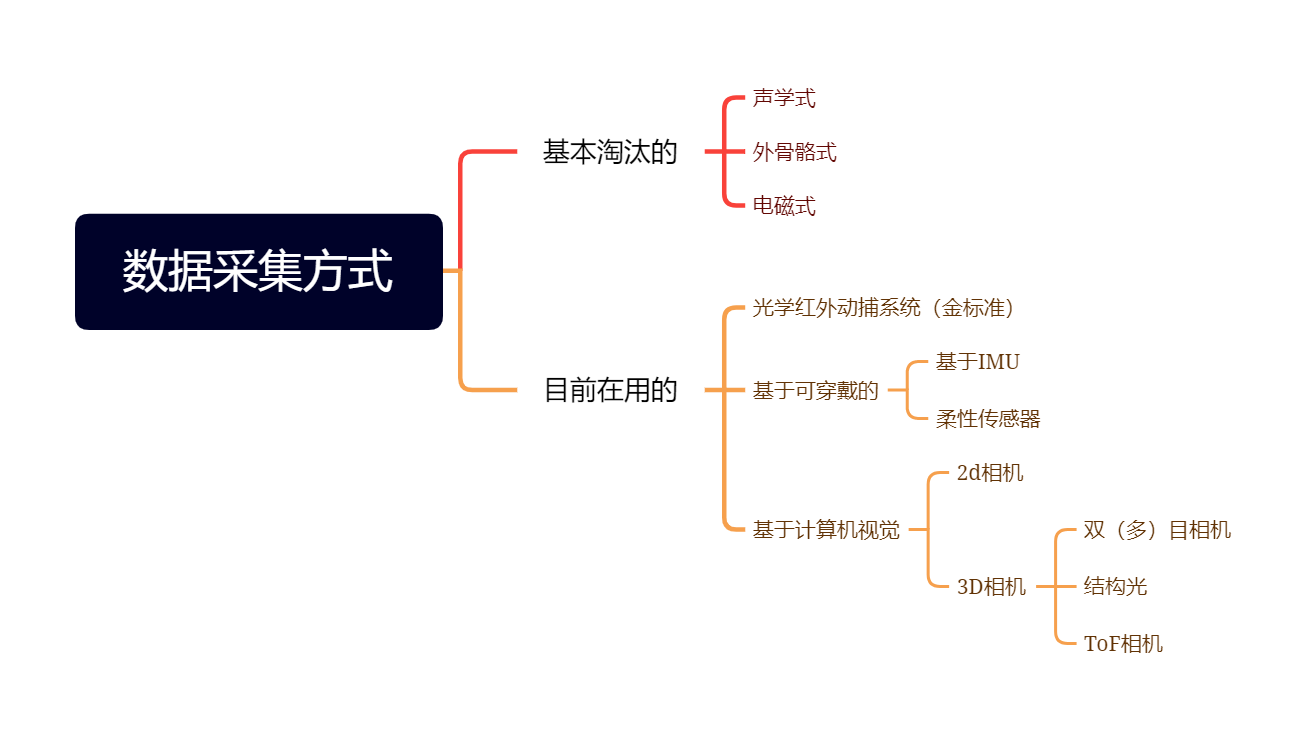 数据采集方式
基本淘汰的
声学式
外骨骼式
电磁式
目前在用的
光学红外动捕系统（金标准）
基于可穿戴的
基于IMU
柔性传感器
基于计算机视觉
2d相机
3D相机
双（多）目相机
结构光
ToF相机